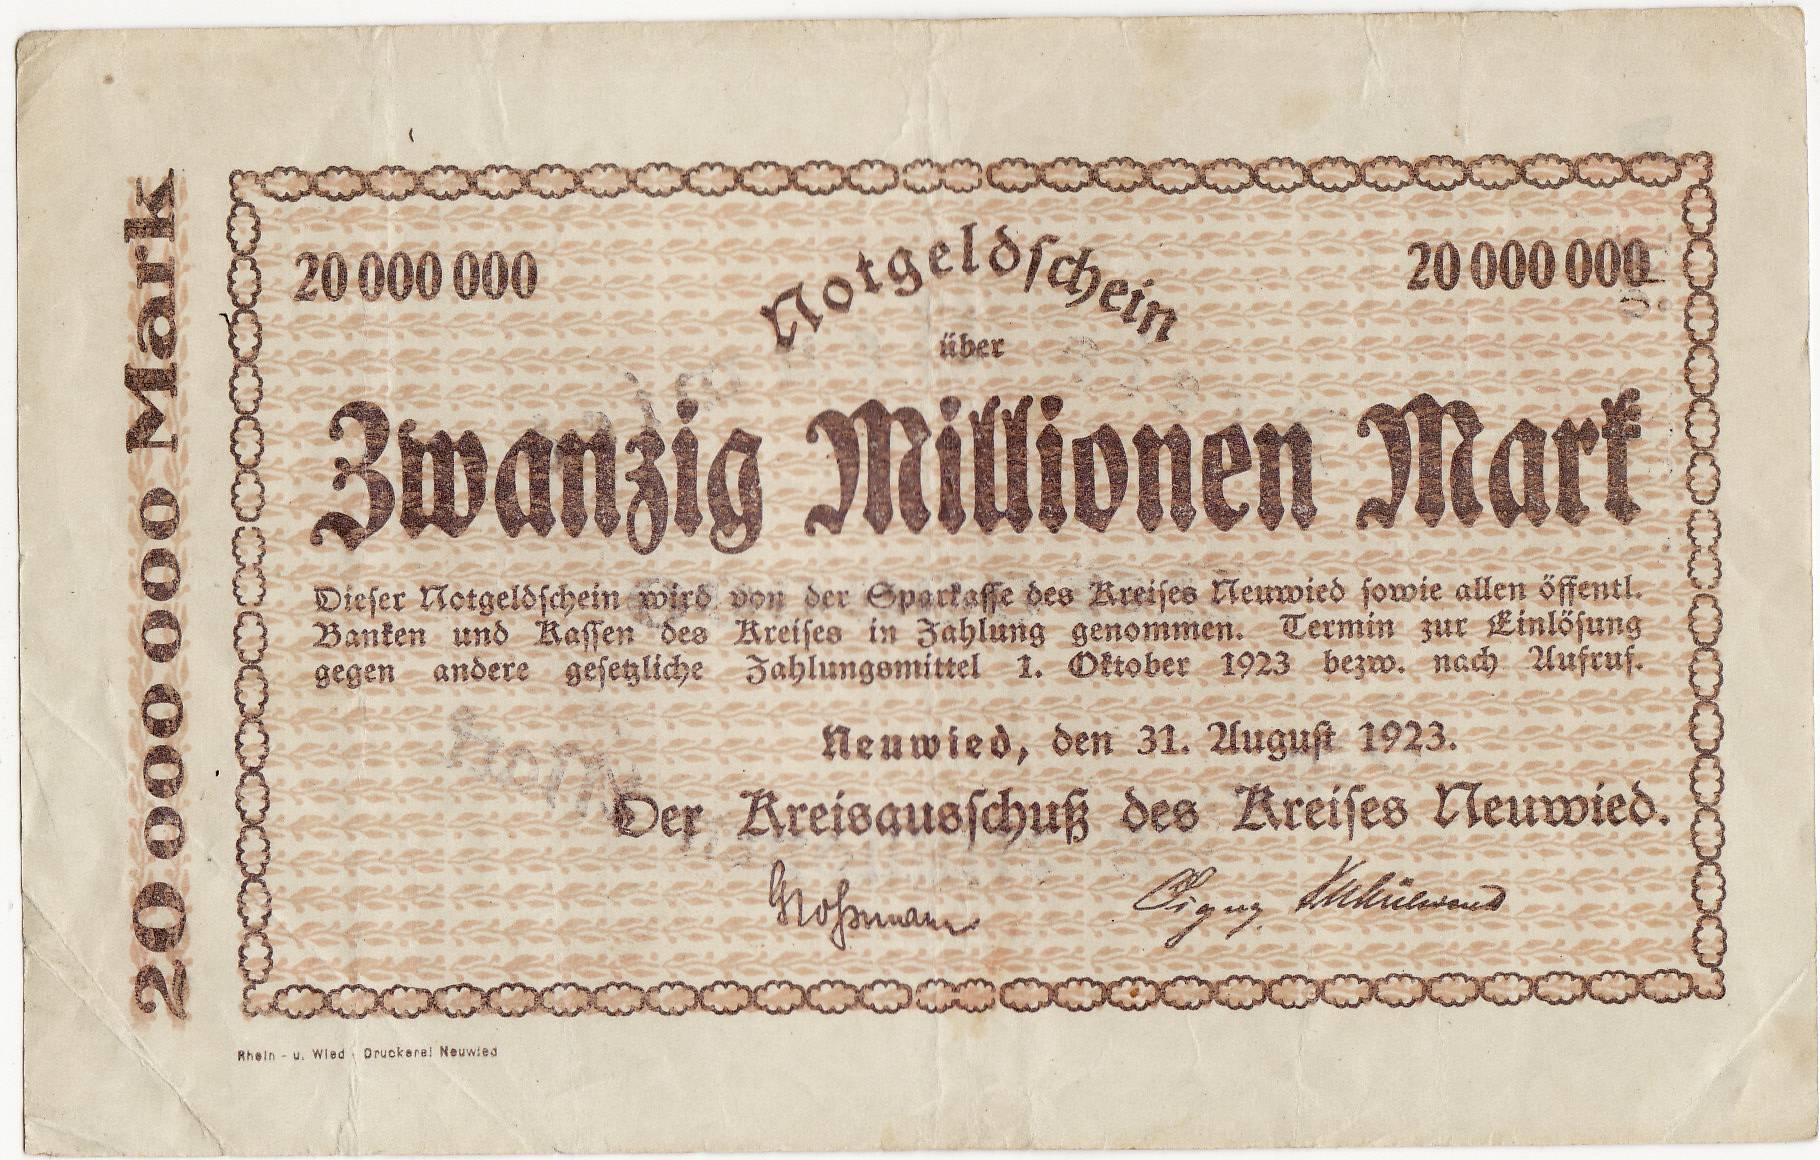 20 000 000 Mark
20 000 000
Notgeldschein
20 000 000
über
Zwanzig Millionen Mark
Dieser Notgeldschein wird von der Sparkasse des Kreises Neuwied sowie allen öffentl.
Banken und Kassen des Kreises in Zahlung genommen. Termin zur Einlösung
gegen andere gesetzliche Zahlungsmittel 1. Oktober 1923 bezw. nach Aufruf.
Neuwied, den 31. August 1923.
Der Kreisausschuß des Kreises Neuwied.
Rhein- u. Wied-Druckerei Neuwied